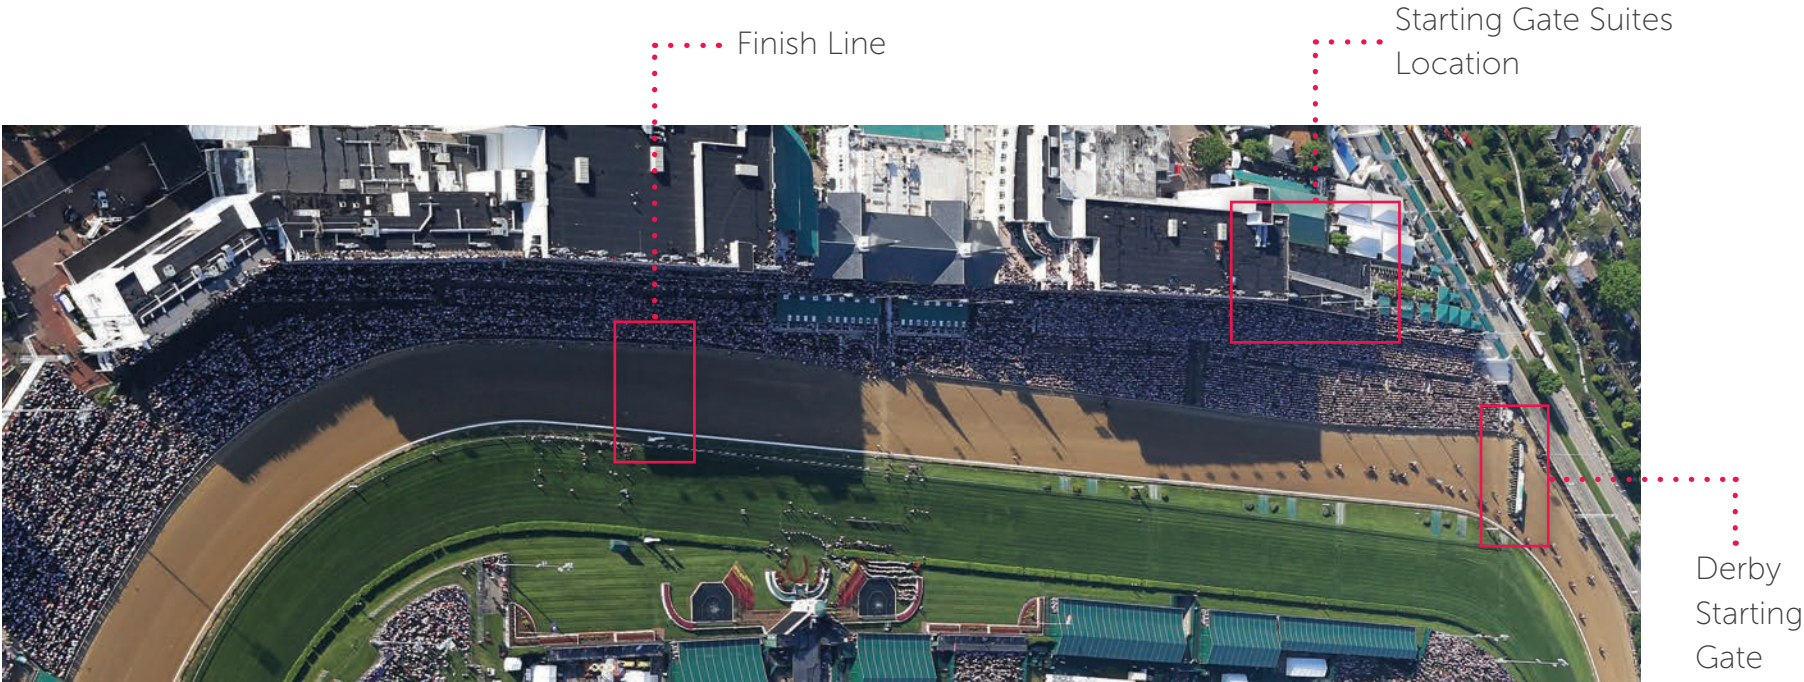 Finish Line
Starting Gate Suites
Location
Derby
Starting
Gate